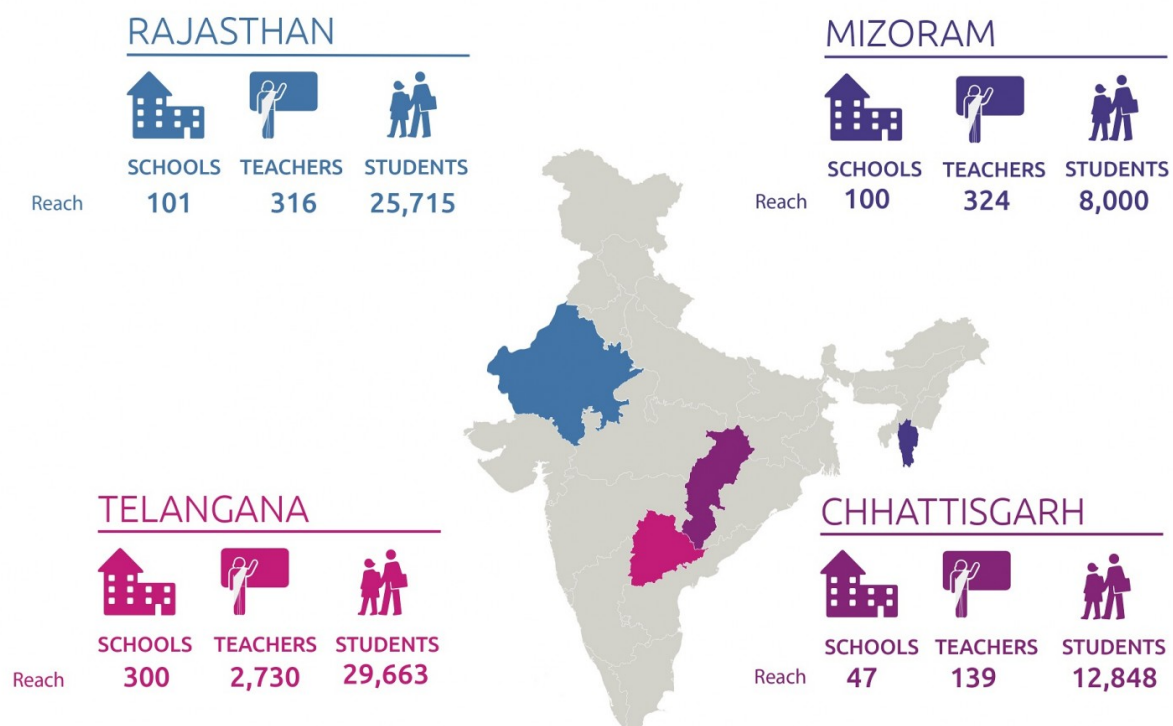 RAJASTHAN
SCHOOLS TEACHERS STUDENTS
Reach 101 316 25,715
MIZORAM
SCHOOLS TEACHERS STUDENTS
Reach 100 324 8,000
TELANGANA
SCHOOLS TEACHERS STUDENTS
Reach 300 2,730 29,663
CHHATTISGARH
SCHOOLS TEACHERS STUDENTS
Reach 47 139 12,848